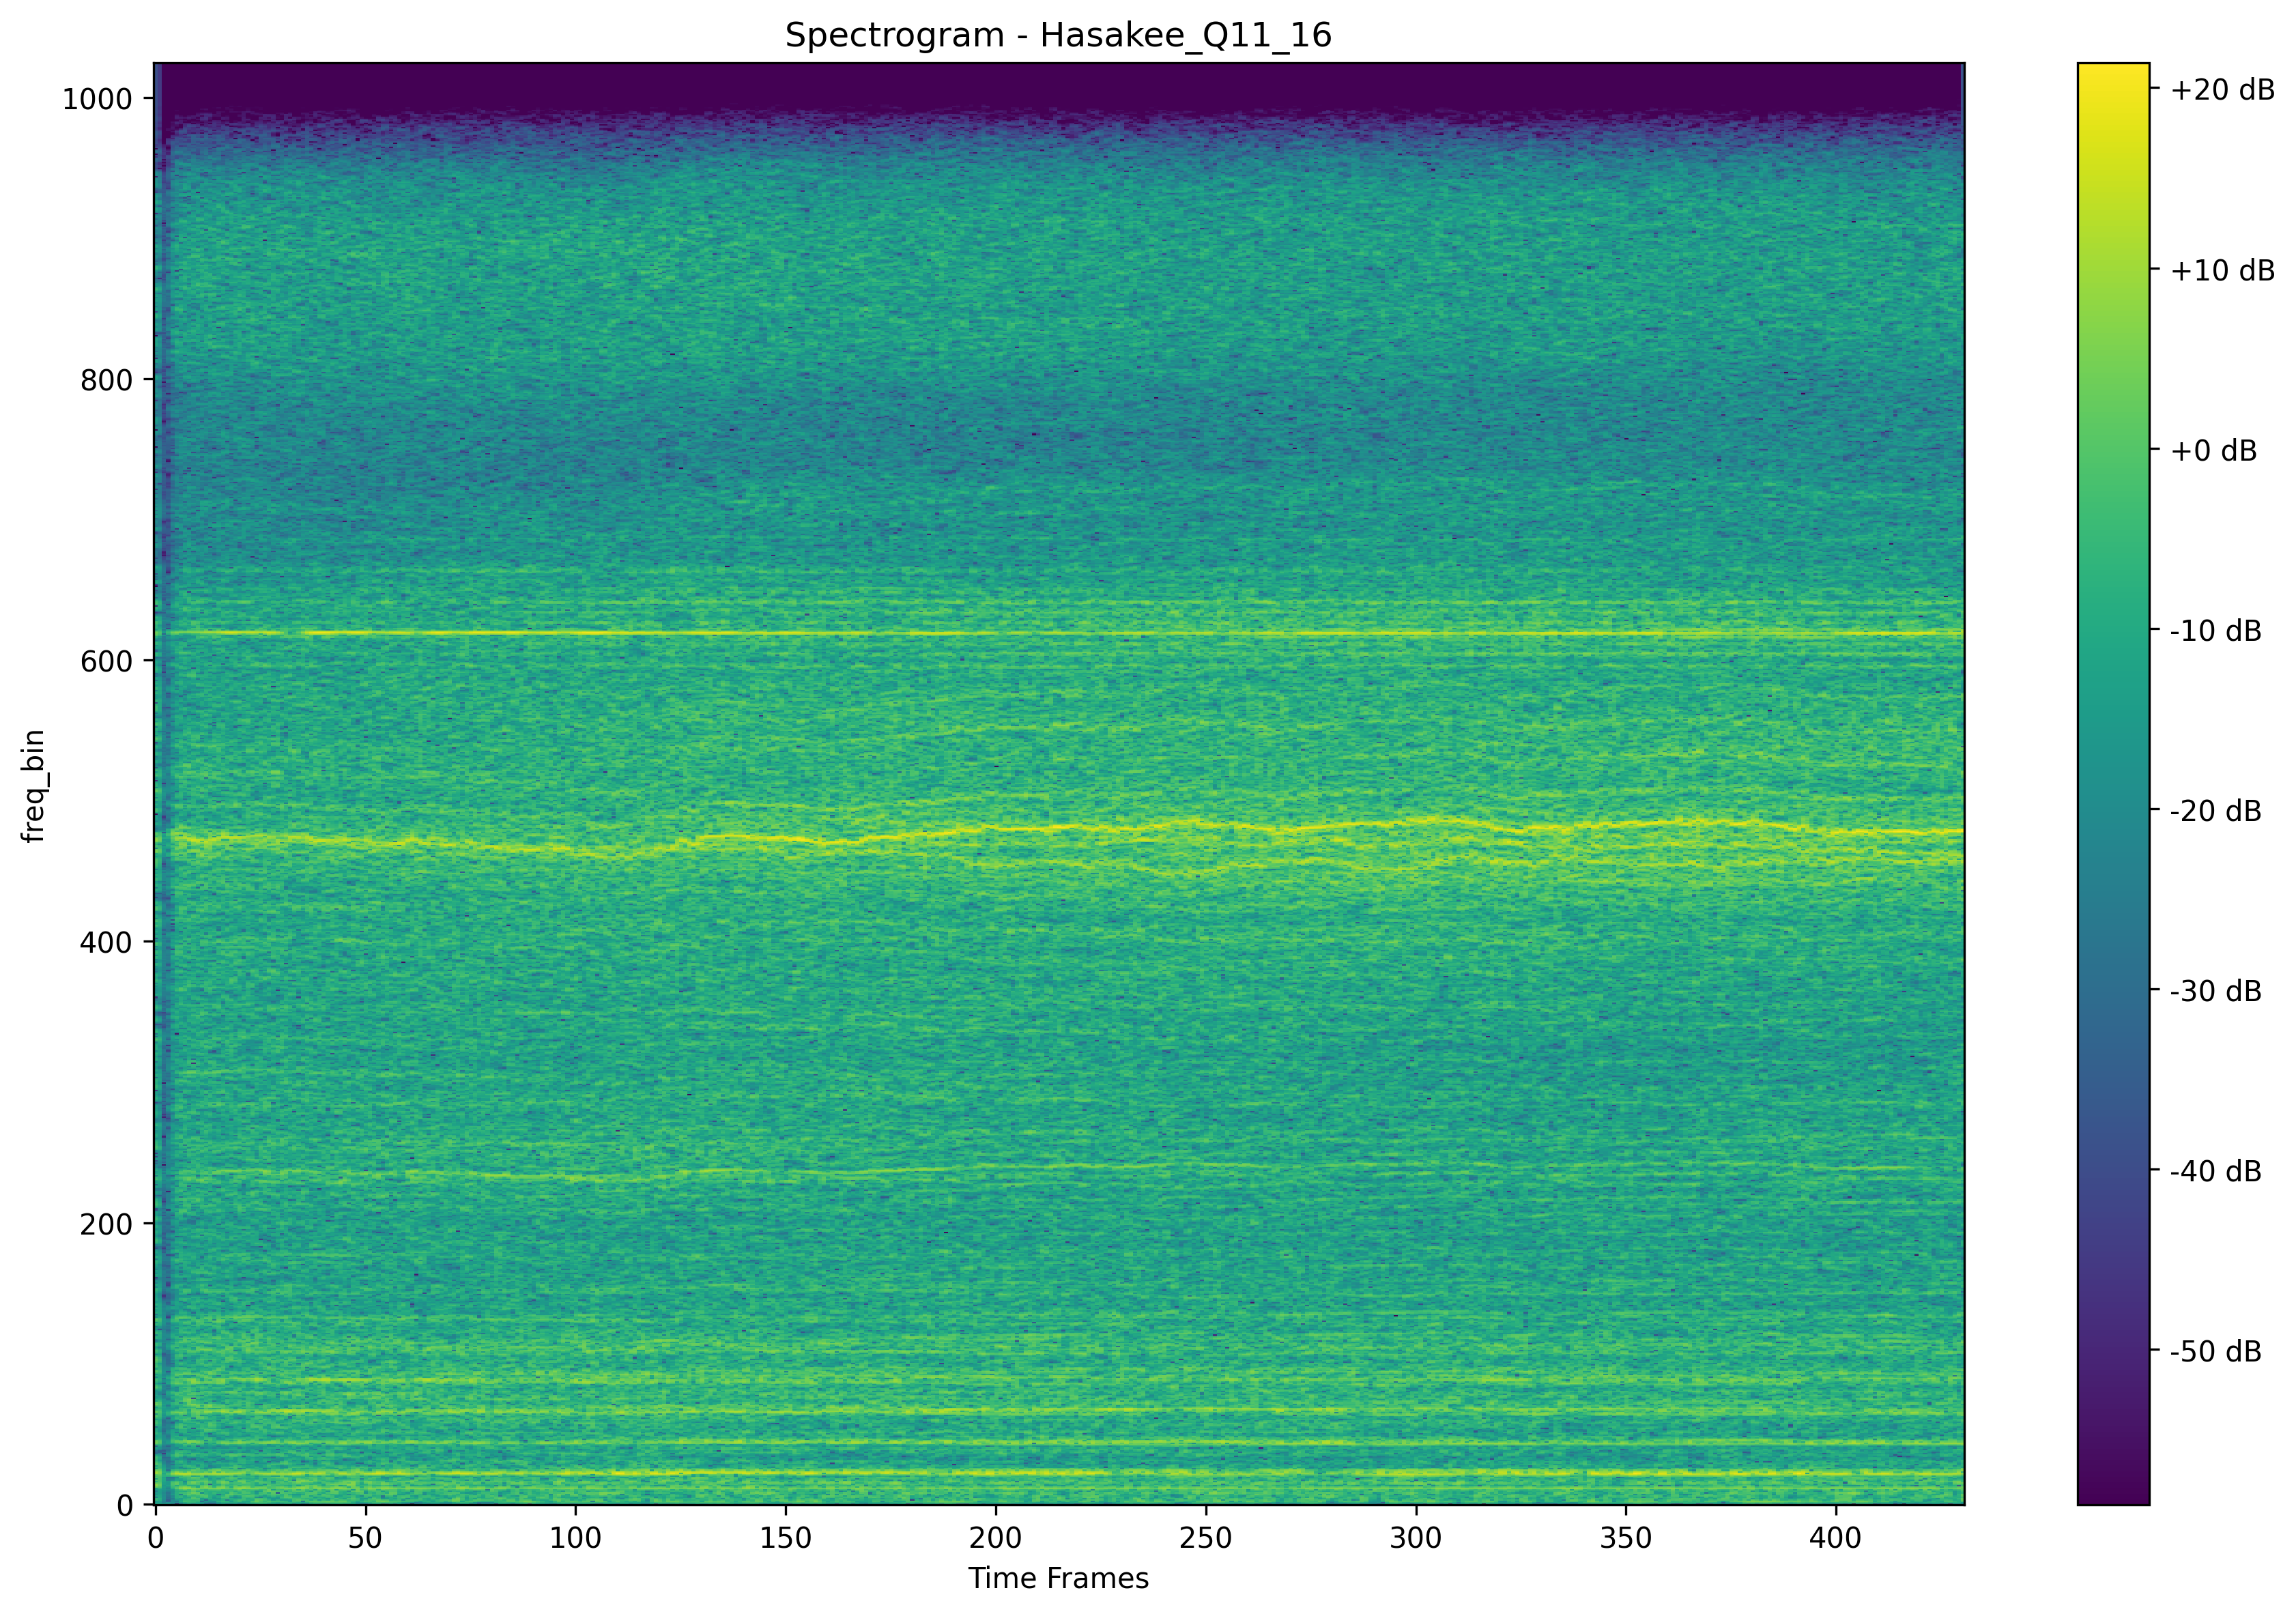 Spectrogram - Hasakee_Q11_16
1000
800
600
400
200
0
freq_bin
0 50 100 150 200 250 300 350 400
Time Frames
+20 dB
+10 dB
+0 dB
-10 dB
-20 dB
-30 dB
-40 dB
-50 dB